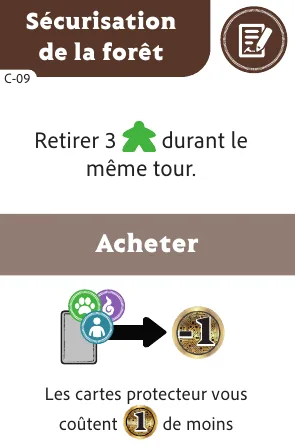 Sécurisation
de la forêt
C-09
Retirer 3 durant le
même tour.
Acheter
-1
Les cartes protecteur vous
coûtent 1 de moins